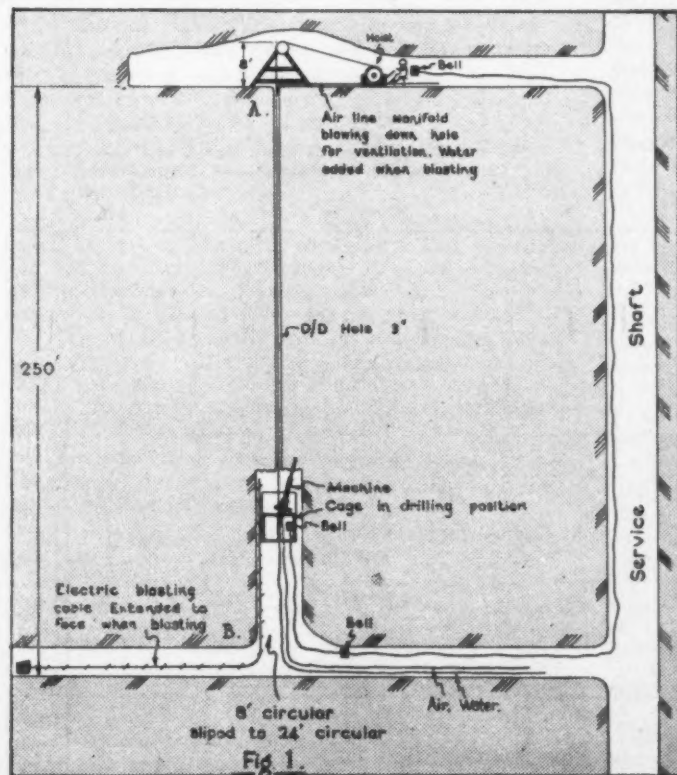 Hoist
8'
Bell
A.
Air line manifold
blowing down hole
for ventilation. Water
added when blasting
Shaft
D/D Hole 3"
250'
Machine
Cage in drilling position
Bell
Service
Electric blasting
cable Extended to
face when blasting
B.
Bell
Air, Water.
8' circular
sliped to 24' circular
Fig 1.